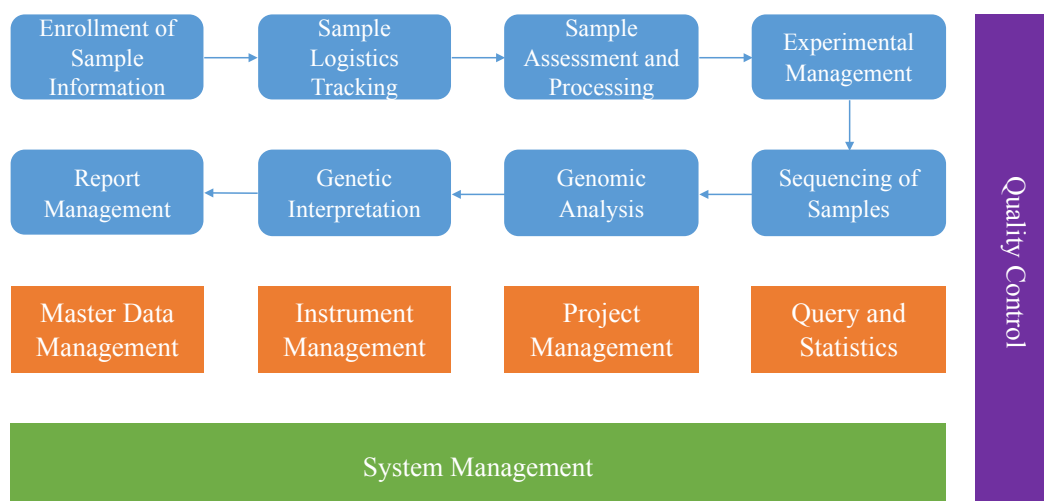 Enrollment of
Sample
Information
Sample
Logistics
Tracking
Sample
Assessment and
Processing
Experimental
Management
Report
Management
Genetic
Interpretation
Genomic
Analysis
Sequencing of
Samples
Master Data
Management
Instrument
Management
Project
Management
Query and
Statistics
System Management
Quality Control